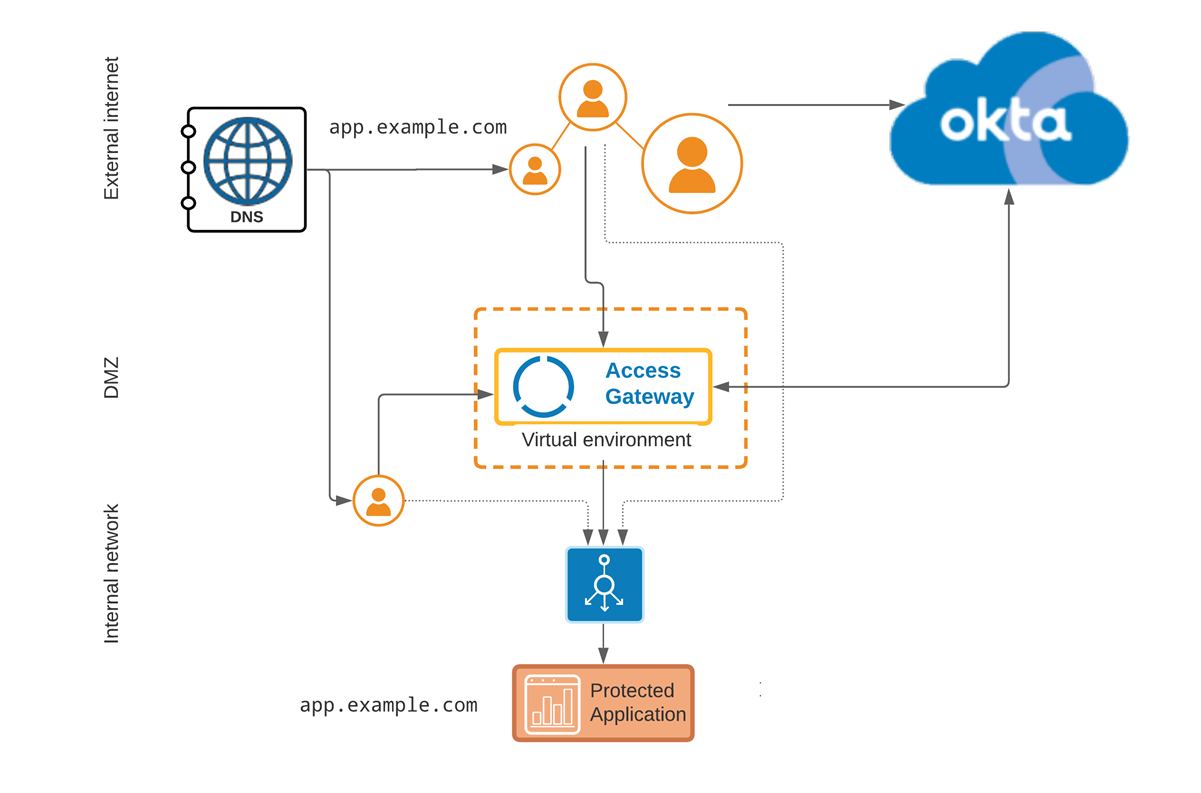 External internet
DNS
app.example.com
okta
DMZ
Access
Gateway
Virtual environment
Internal network
app.example.com
Protected
Application